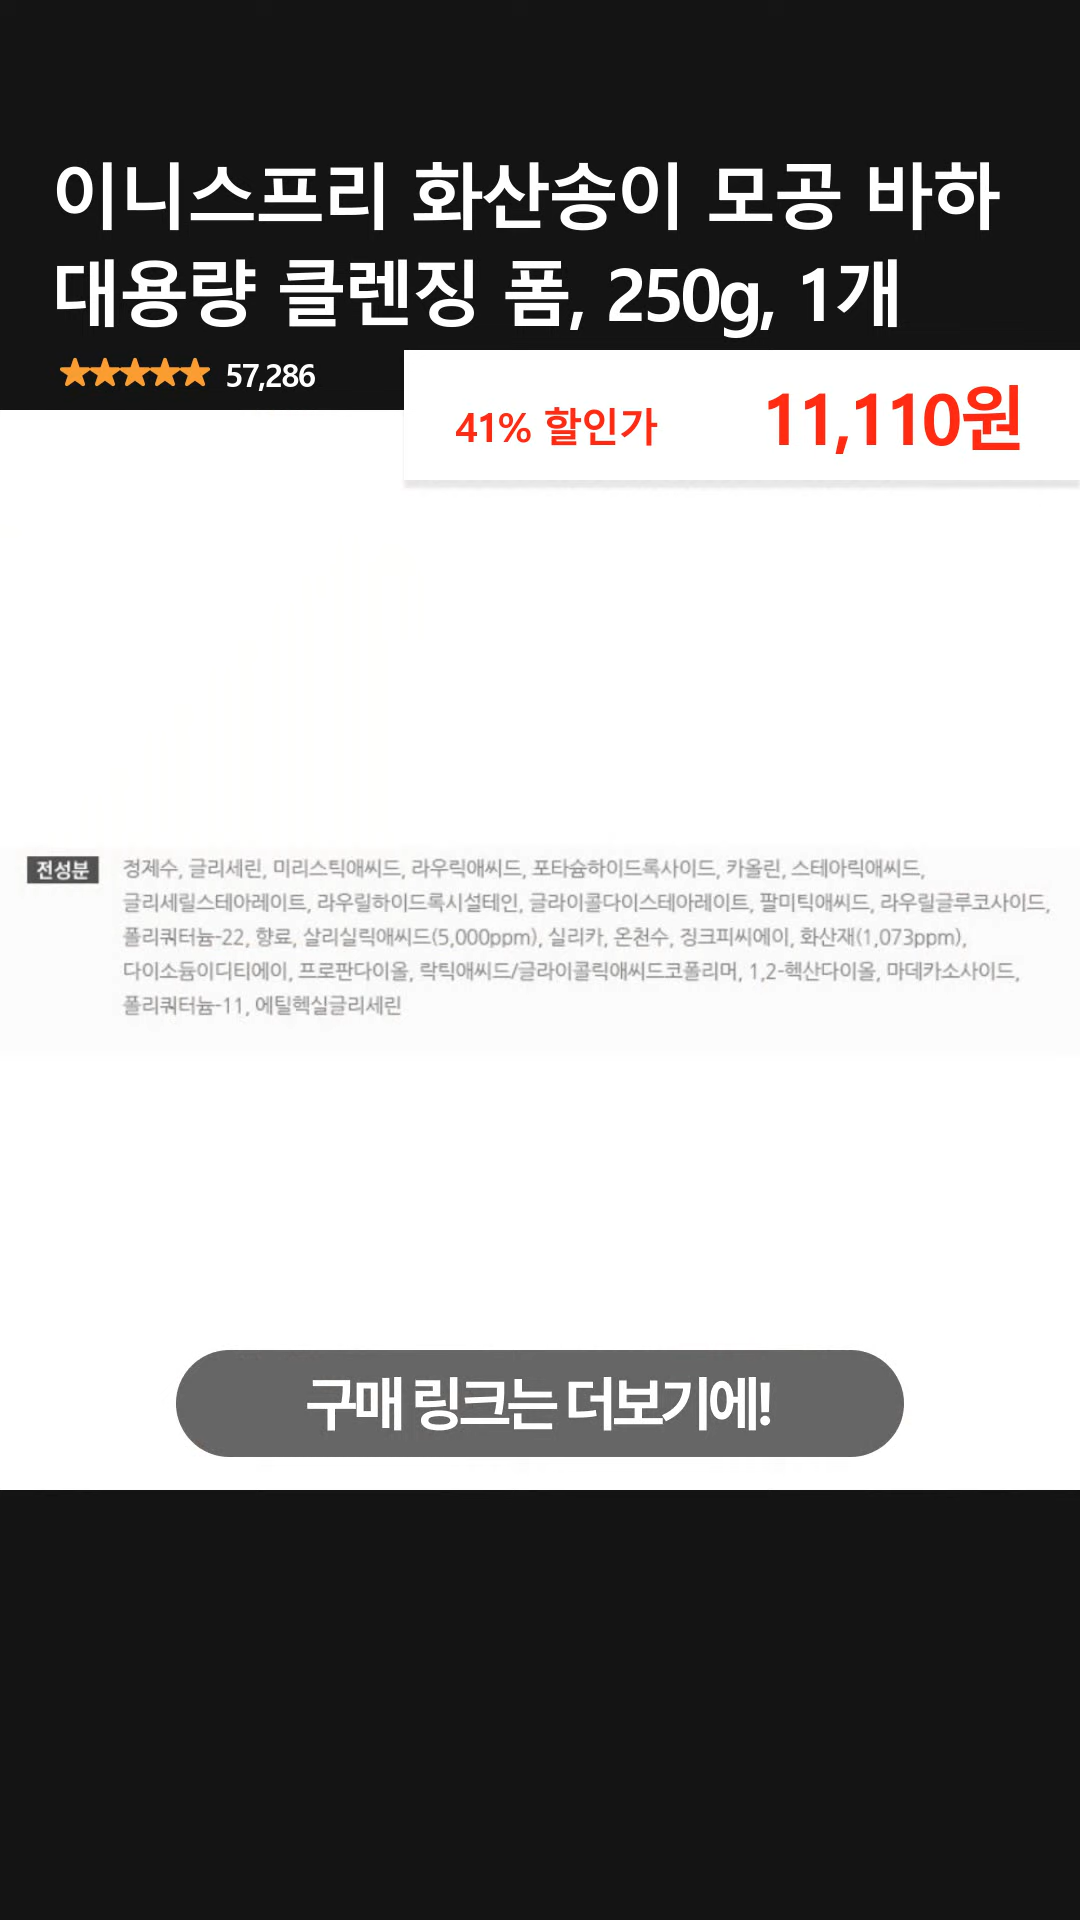 이니스프리 화산송이 모공 바하
대용량 클렌징 폼, 250g, 1개
★★★★★ 57,286
41% 할인가 11,110원
전성분 정제수, 글리세린, 미리스틱애씨드, 라우릭애씨드, 포타슘하이드록사이드, 카올린, 스테아릭애씨드,
글리세릴스테아레이트, 라우릴하이드록시설테인, 글라이콜다이스테아레이트, 팔미틱애씨드, 라우릴글루코사이드,
폴리쿼터늄-22, 향료, 살리실릭애씨드(5,000ppm), 실리카, 온천수, 징크피씨에이, 화산재(1,073ppm),
다이소듐이디티에이, 프로판다이올, 락틱애씨드/글라이콜릭애씨드코폴리머, 1,2-헥산다이올, 마데카소사이드,
폴리쿼터늄-11, 에틸헥실글리세린
구매 링크는 더보기에!